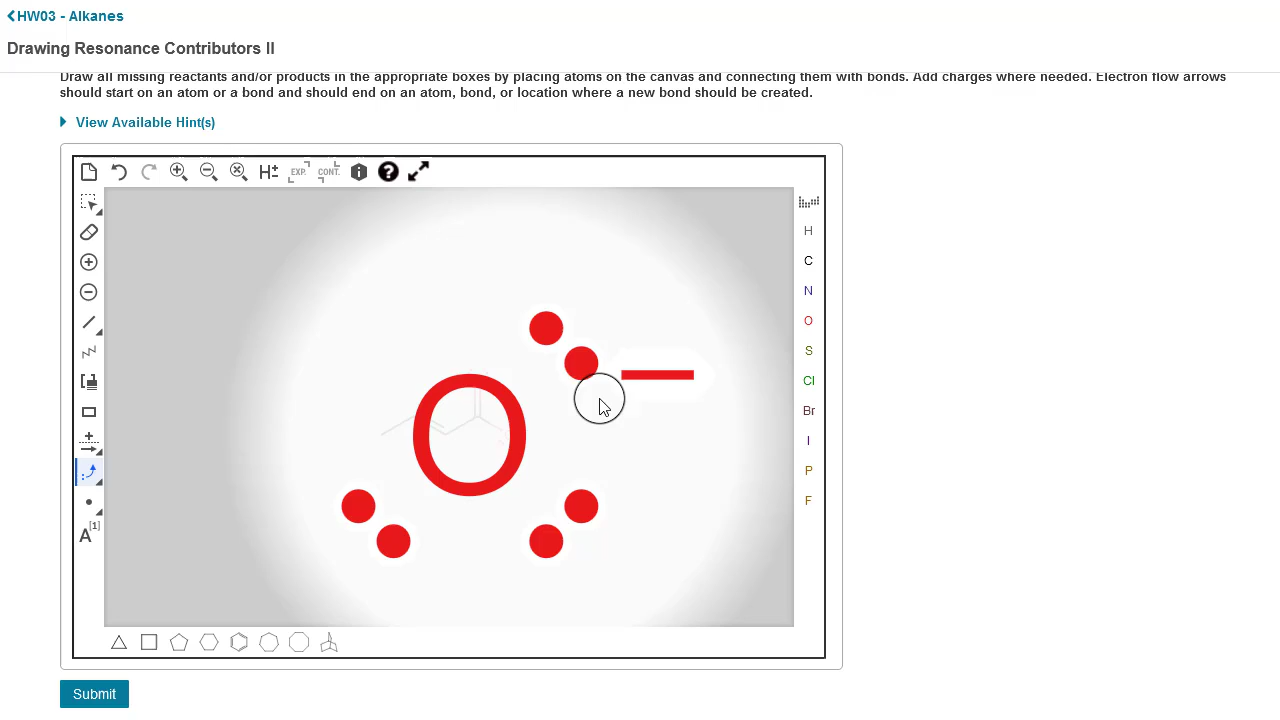 HW03 - Alkanes
Drawing Resonance Contributors II
Draw all missing reactants and/or products in the appropriate boxes by placing atoms on the canvas and connecting them with bonds. Add charges where needed. Electron flow arrows
should start on an atom or a bond and should end on an atom, bond, or location where a new bond should be created.
View Available Hint(s)
H±
EXP.
CONT.
i
?
H
C
N
O
S
Cl
Br
I
P
F
O
A[1]
Submit